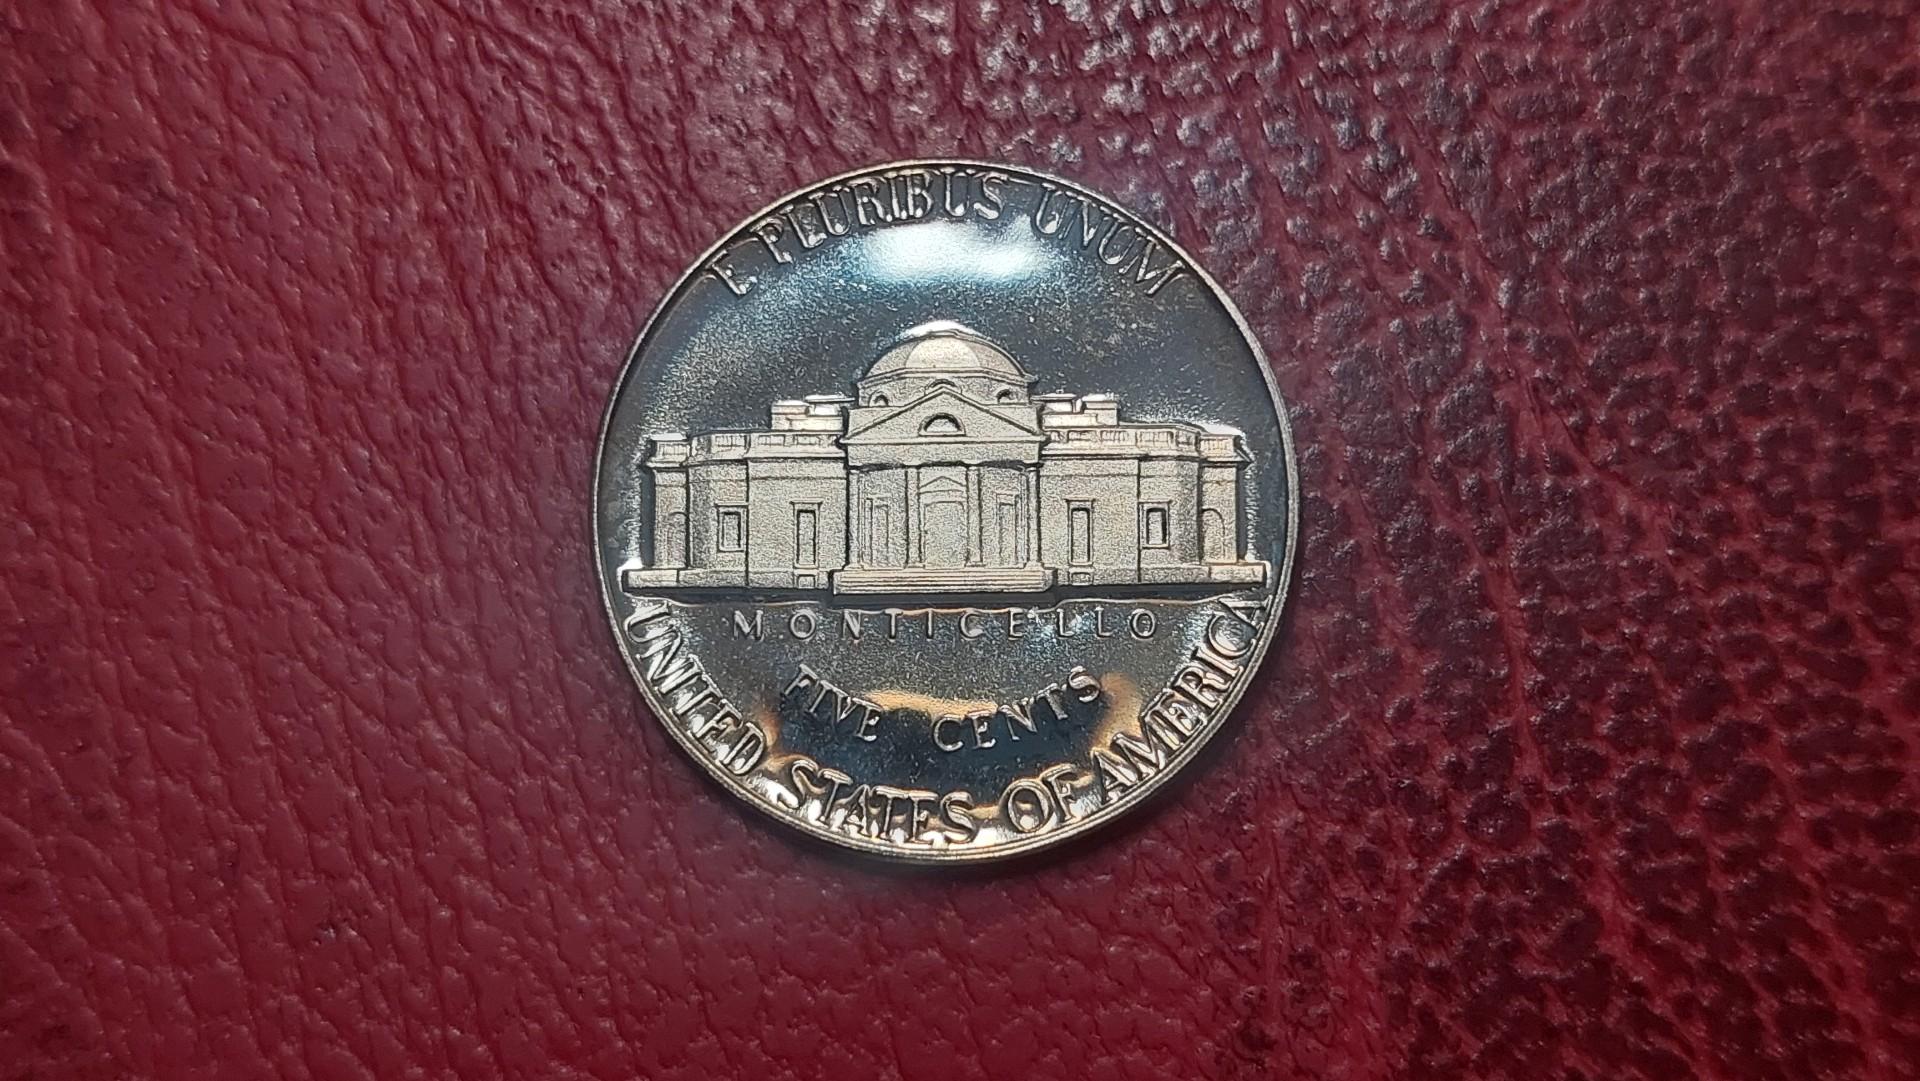 E PLURIBUS UNUM
MONTICELLO
FIVE CENTS
UNITED STATES OF AMERICA